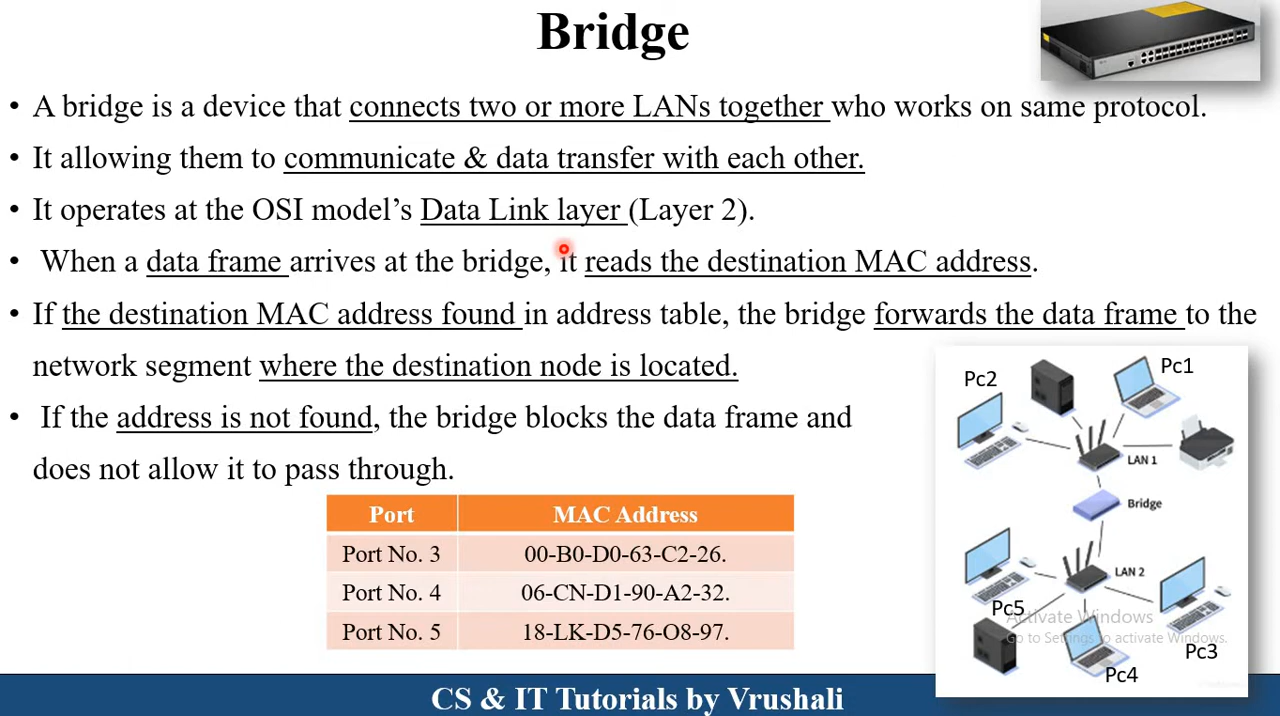 Bridge
• A bridge is a device that connects two or more LANs together who works on same protocol.
• It allowing them to communicate & data transfer with each other.
• It operates at the OSI model’s Data Link layer (Layer 2).
• When a data frame arrives at the bridge, it reads the destination MAC address.
• If the destination MAC address found in address table, the bridge forwards the data frame to the
network segment where the destination node is located.
• If the address is not found, the bridge blocks the data frame and
does not allow it to pass through.
Port MAC Address
Port No. 3 00-B0-D0-63-C2-26.
Port No. 4 06-CN-D1-90-A2-32.
Port No. 5 18-LK-D5-76-O8-97.
Pc1
Pc2
LAN 1
Bridge
LAN 2
Pc5
Activate Windows
Go to Settings to activate Windows.
Pc3
Pc4
CS & IT Tutorials by Vrushali